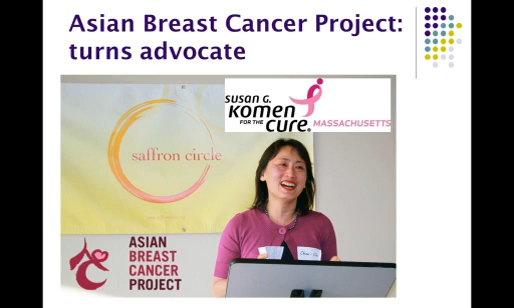 Asian Breast Cancer Project:
turns advocate
SUSAN G.
komen
FOR THE
CURE® MASSACHUSETTS
saffron circle
ASIAN
BREAST
CANCER
PROJECT